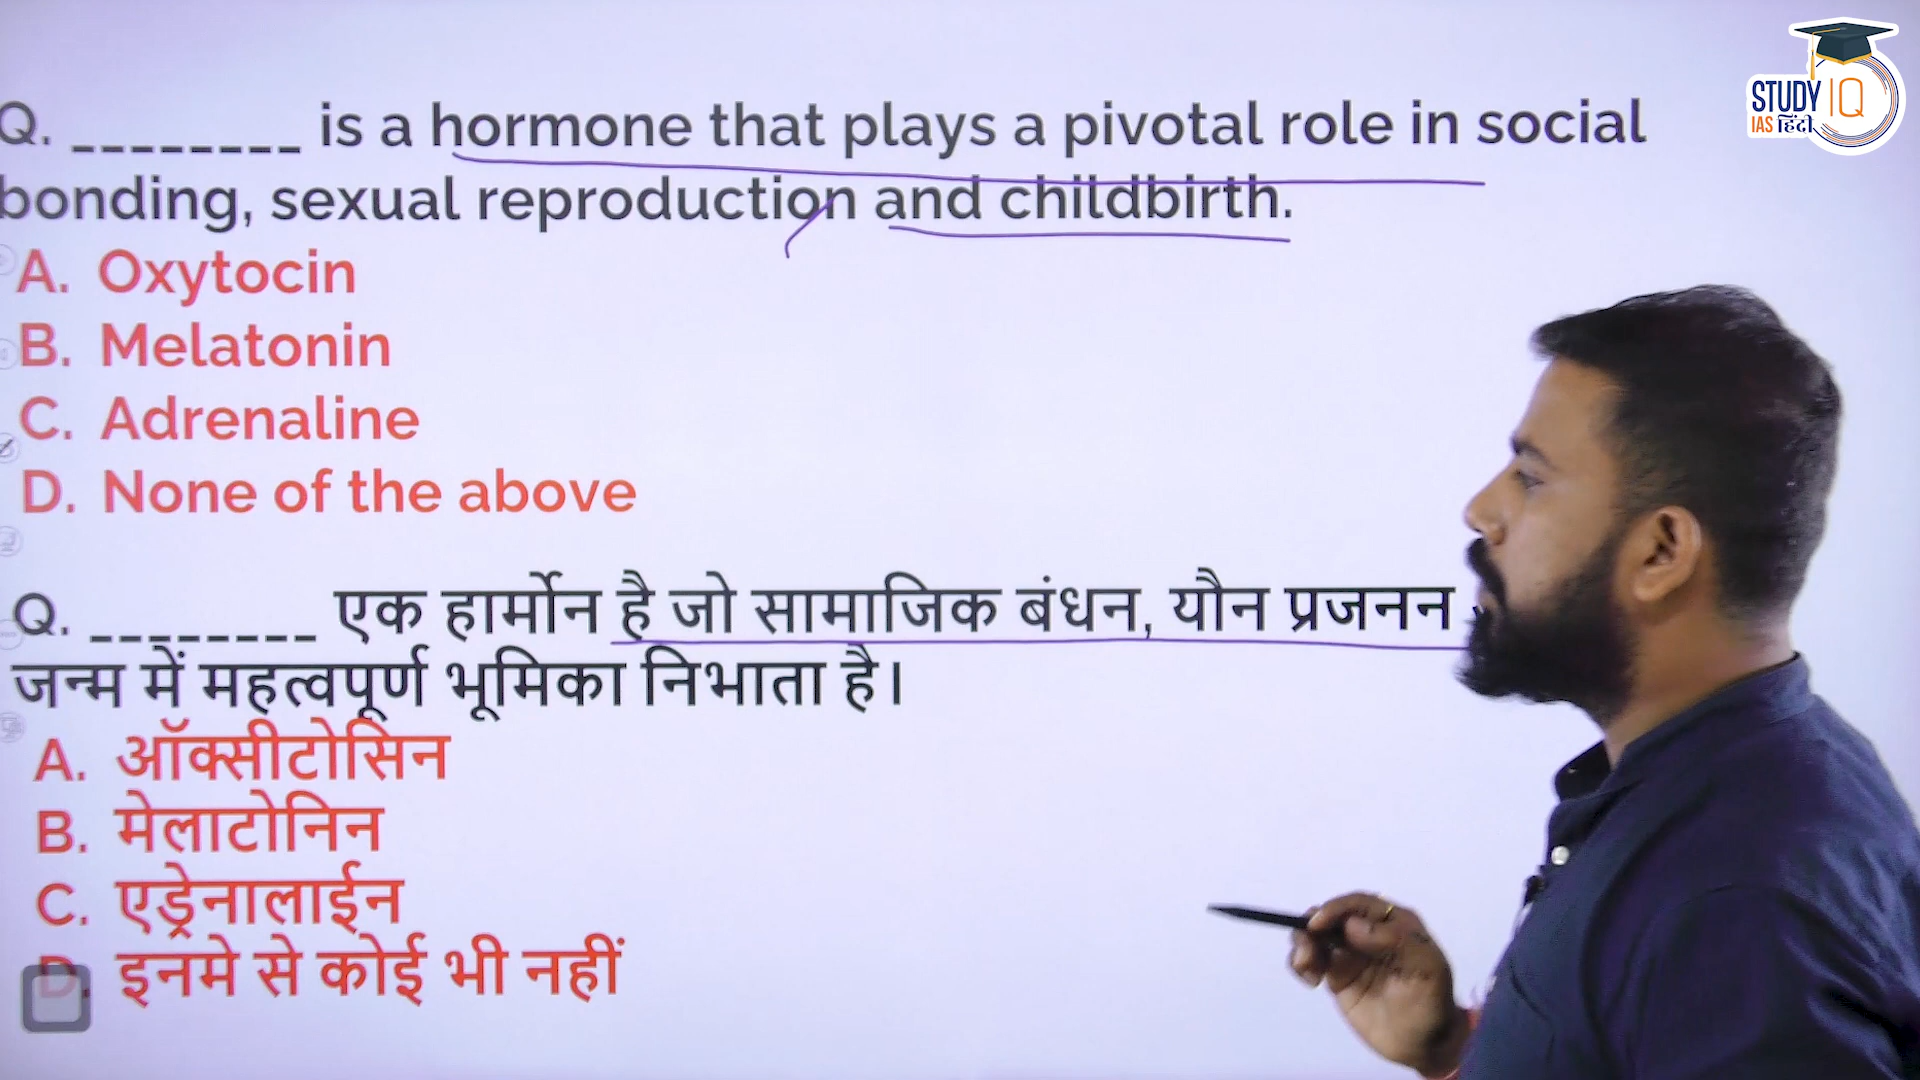 STUDY IQ
IAS हिंदी
Q. ________ is a hormone that plays a pivotal role in social
bonding, sexual reproduction and childbirth.
A. Oxytocin
B. Melatonin
C. Adrenaline
D. None of the above
Q. ________ एक हार्मोन है जो सामाजिक बंधन, यौन प्रजनन
जन्म में महत्वपूर्ण भूमिका निभाता है।
A. ऑक्सीटोसिन
B. मेलाटोनिन
C. एड्रेनालाईन
D. इनमे से कोई भी नहीं